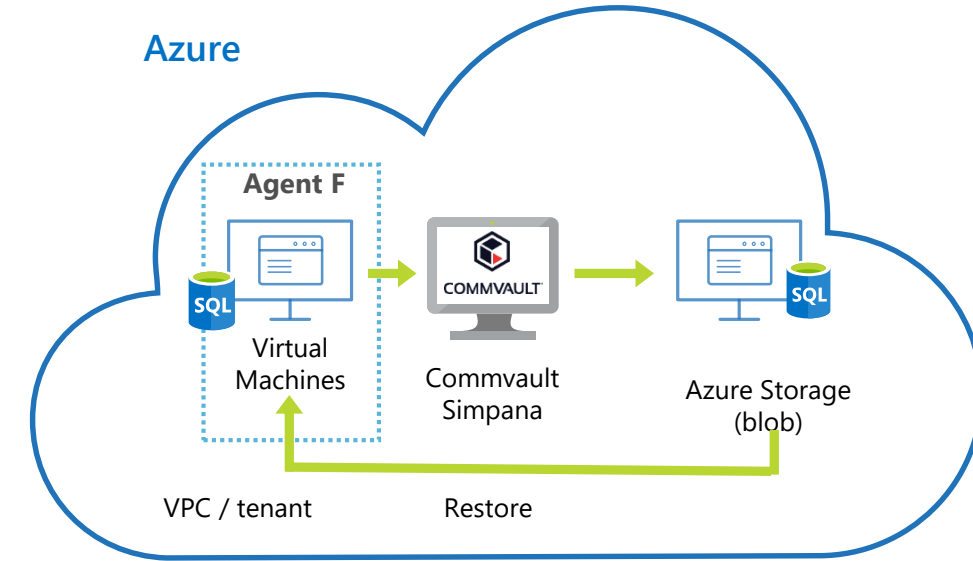 Azure
Agent F
SQL
Virtual
Machines
COMMVAULT
Commvault
Simpana
SQL
Azure Storage
(blob)
VPC / tenant
Restore